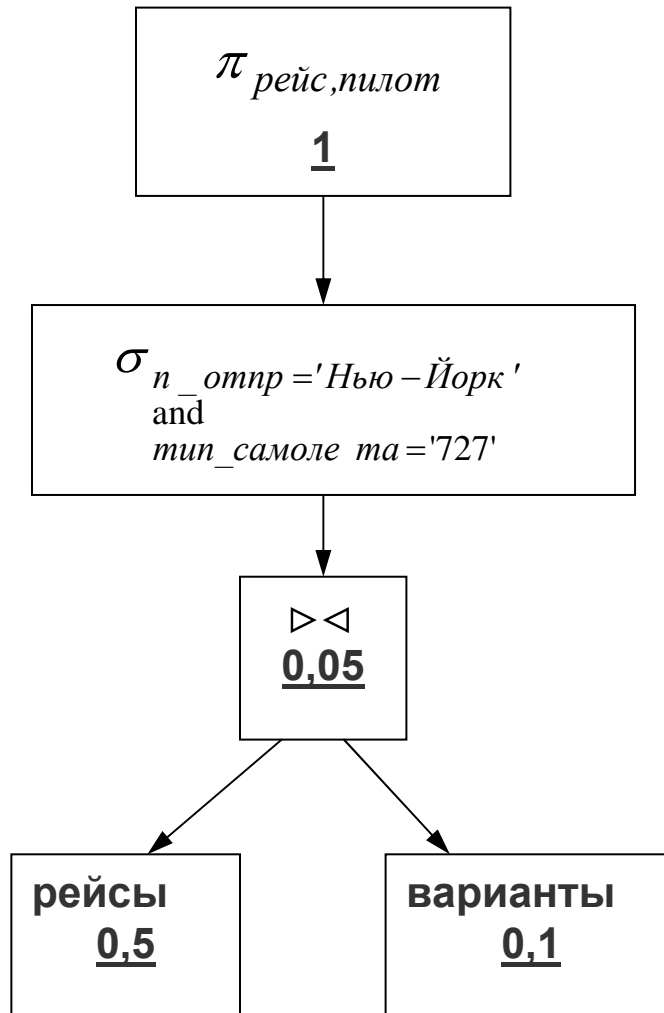 π рейс,пилот
1
σ п_отпр='Нью–Йорк'
and
тип_самоле та='727'
▷◁
0,05
рейсы
0,5
варианты
0,1